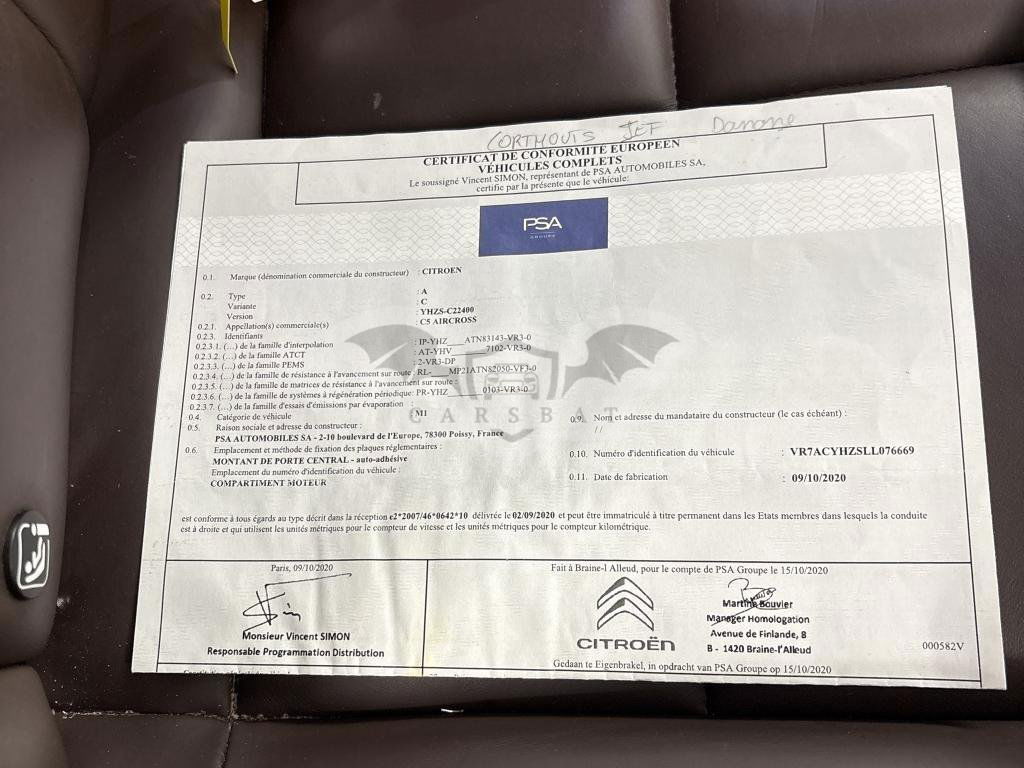 CORTHOUTS JEF Danone
CERTIFICAT DE CONFORMITÉ EUROPÉEN
VÉHICULES COMPLETS
Le soussigné Vincent SIMON, représentant de PSA AUTOMOBILES SA,
certifie par la présente que le véhicule:
PSA
GROUPE
0.1. Marque (dénomination commerciale du constructeur) : CITROEN
0.2. Type : A
Variante : C
Version : YHZS-C22400
0.2.1. Appellation(s) commerciale(s) : C5 AIRCROSS
0.2.3. Identifiants
0.2.3.1. (...) de la famille d'interpolation : IP-YHZ____ATN83143-VR3-0
0.2.3.2. (...) de la famille ATCT : AT-YHV________7102-VR3-0
0.2.3.3. (...) de la famille PEMS : 2-VR3-DP
0.2.3.4. (...) de la famille de résistance à l'avancement sur route : RL-____MP21ATNS2050-VF3-0
0.2.3.5. (...) de la famille de matrices de résistance à l'avancement sur route :
0.2.3.6. (...) de la famille de systèmes à régénération périodique: PR-YHZ________0103-VR3-0
0.2.3.7. (...) de la famille d'essais d'émissions par évaporation :
0.4. Catégorie de véhicule : M1
CARSBAT
0.5. Raison sociale et adresse du constructeur :
PSA AUTOMOBILES SA - 2-10 boulevard de l'Europe, 78300 Poissy, France
0.6. Emplacement et méthode de fixation des plaques réglementaires :
MONTANT DE PORTE CENTRAL - auto-adhésive
Emplacement du numéro d'identification du véhicule :
COMPARTIMENT MOTEUR
0.9. Nom et adresse du mandataire du constructeur (le cas échéant) :
//
0.10. Numéro d'identification du véhicule : VR7ACYHZSLL076669
0.11. Date de fabrication : 09/10/2020
est conforme à tous égards au type décrit dans la réception e2*2007/46*0642*10 délivrée le 02/09/2020 et peut être immatriculé à titre permanent dans les Etats membres dans lesquels la conduite
est à droite et qui utilisent les unités métriques pour le compteur de vitesse et les unités métriques pour le compteur kilométrique.
Paris, 09/10/2020
Monsieur Vincent SIMON
Responsable Programmation Distribution
Fait à Braine-l Alleud, pour le compte de PSA Groupe le 15/10/2020
CITROËN
Martine Bouvier
Manager Homologation
Avenue de Finlande, 8
B - 1420 Braine-l'Alleud
000582V
Gedaan te Eigenbrakel, in opdracht van PSA Groupe op 15/10/2020